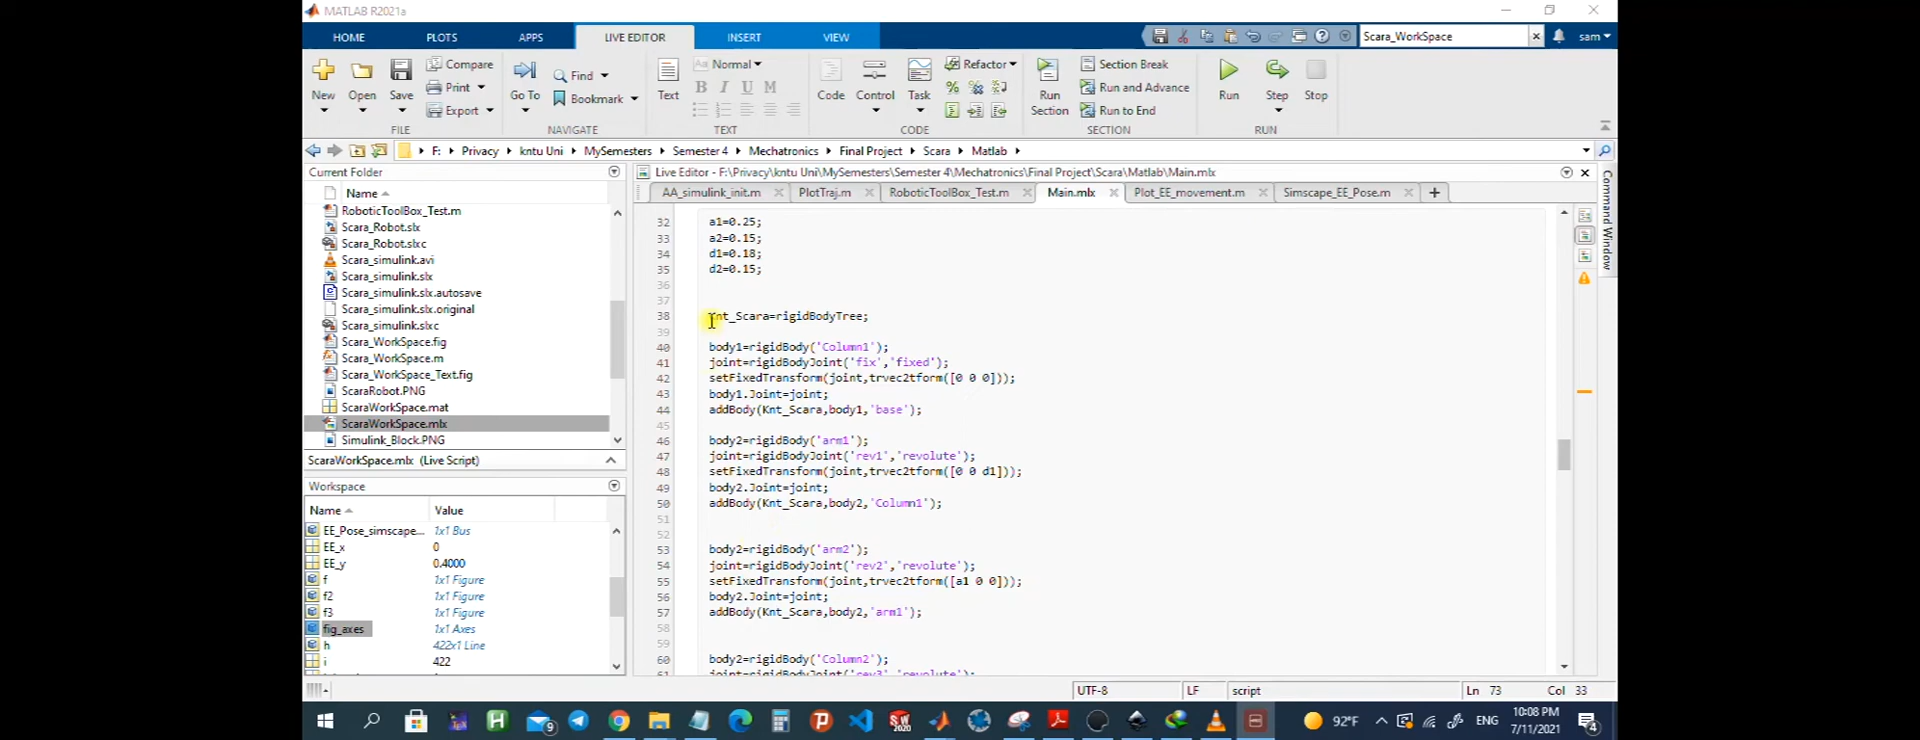 MATLAB R2021a
HOME PLOTS APPS LIVE EDITOR INSERT VIEW Scara_WorkSpace sam
New Open Save Compare Print Export Go To Find Bookmark Text Aa Normal B I U M Code Control Task Refactor Run Section Section Break Run and Advance Run to End Run Step Stop
FILE NAVIGATE TEXT CODE SECTION RUN
F: Privacy kntu Uni MySemesters Semester 4 Mechatronics Final Project Scara Matlab
Current Folder
Name
RoboticToolBox_Test.m
Scara_Robot.slx
Scara_Robot.slxc
Scara_simulink.avi
Scara_simulink.slx
Scara_simulink.slx.autosave
Scara_simulink.slx.original
Scara_simulink.slxc
Scara_WorkSpace.fig
Scara_WorkSpace.m
Scara_WorkSpace_Text.fig
ScaraRobot.PNG
ScaraWorkSpace.mat
ScaraWorkSpace.mlx
Simulink_Block.PNG
ScaraWorkSpace.mlx (Live Script)
Workspace
Name Value
EE_Pose_simscape... 1x1 Bus
EE_x 0
EE_y 0.4000
f 1x1 Figure
f2 1x1 Figure
f3 1x1 Figure
fig_axes 1x1 Axes
h 422x1 Line
i 422
Live Editor - F:\Privacy\kntu Uni\MySemesters\Semester 4\Mechatronics\Final Project\Scara\Matlab\Main.mlx
AA_simulink_init.m PlotTraj.m RoboticToolBox_Test.m Main.mlx Plot_EE_movement.m Simscape_EE_Pose.m
32 a1=0.25;
33 a2=0.15;
34 d1=0.18;
35 d2=0.15;
36
37
38 Knt_Scara=rigidBodyTree;
39
40 body1=rigidBody('Column1');
41 joint=rigidBodyJoint('fix','fixed');
42 setFixedTransform(joint,trvec2tform([0 0 0]));
43 body1.Joint=joint;
44 addBody(Knt_Scara,body1,'base');
45
46 body2=rigidBody('arm1');
47 joint=rigidBodyJoint('rev1','revolute');
48 setFixedTransform(joint,trvec2tform([0 0 d1]));
49 body2.Joint=joint;
50 addBody(Knt_Scara,body2,'Column1');
51
52
53 body2=rigidBody('arm2');
54 joint=rigidBodyJoint('rev2','revolute');
55 setFixedTransform(joint,trvec2tform([a1 0 0]));
56 body2.Joint=joint;
57 addBody(Knt_Scara,body2,'arm1');
58
59
60 body2=rigidBody('Column2');
61 joint=rigidBodyJoint('rev3','revolute');
Command Window
UTF-8 LF script Ln 73 Col 33
92°F ENG 10:08 PM
7/11/2021